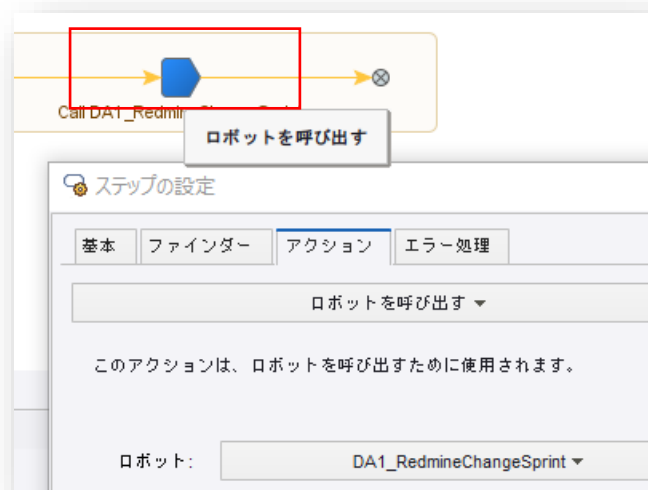 Call DA1_Redmin
ロボットを呼び出す
ステップの設定
基本
ファインダー
アクション
エラー処理
ロボットを呼び出す
このアクションは、ロボットを呼び出すために使用されます。
ロボット:
DA1_RedmineChangeSprint